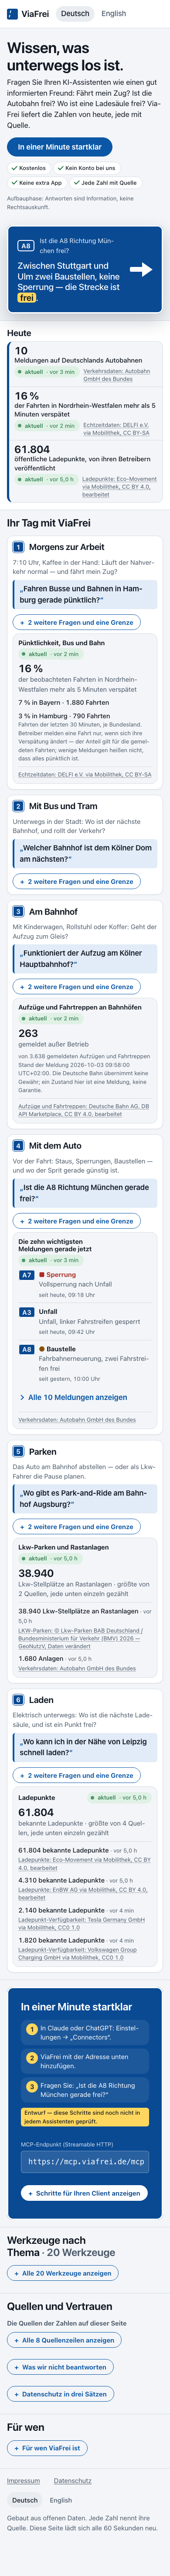 ViaFrei Deutsch English
Wissen, was
unterwegs los ist.
Fragen Sie Ihren KI-Assistenten wie einen gut
informierten Freund: Fährt mein Zug? Ist die
Autobahn frei? Wo ist eine Ladesäule frei? Via-
Frei liefert die Zahlen von heute, jede mit
Quelle.
In einer Minute startklar
✓ Kostenlos ✓ Kein Konto bei uns
✓ Keine extra App ✓ Jede Zahl mit Quelle
Aufbauphase: Antworten sind Information, keine
Rechtsauskunft.
A8 Ist die A8 Richtung Mün-
chen frei?
Zwischen Stuttgart und
Ulm zwei Baustellen, keine
Sperrung — die Strecke ist
frei.
Heute
10
Meldungen auf Deutschlands Autobahnen
aktuell · vor 3 min Verkehrsdaten: Autobahn
GmbH des Bundes
16 %
der Fahrten in Nordrhein-Westfalen mehr als 5
Minuten verspätet
aktuell · vor 2 min Echtzeitdaten: DELFI e.V.
via Mobilithek, CC BY-SA
61.804
öffentliche Ladepunkte, von ihren Betreibern
veröffentlicht
aktuell · vor 5,0 h Ladepunkte: Eco-Movement
via Mobilithek, CC BY 4.0,
bearbeitet
Ihr Tag mit ViaFrei
1 Morgens zur Arbeit
7:10 Uhr, Kaffee in der Hand: Läuft der Nahver-
kehr normal — und fährt mein Zug?
„Fahren Busse und Bahnen in Ham-
burg gerade pünktlich?“
+ 2 weitere Fragen und eine Grenze
Pünktlichkeit, Bus und Bahn
aktuell · vor 2 min
16 %
der beobachteten Fahrten in Nordrhein-
Westfalen mehr als 5 Minuten verspätet
7 % in Bayern · 1.880 Fahrten
3 % in Hamburg · 790 Fahrten
Fahrten der letzten 30 Minuten, je Bundesland.
Betreiber melden eine Fahrt nur, wenn sich ihre
Verspätung ändert — der Anteil gilt für die gemel-
deten Fahrten; wenige Meldungen heißen nicht,
dass alles pünktlich ist.
Echtzeitdaten: DELFI e.V. via Mobilithek, CC BY-SA
2 Mit Bus und Tram
Unterwegs in der Stadt: Wo ist der nächste
Bahnhof, und rollt der Verkehr?
„Welcher Bahnhof ist dem Kölner Dom
am nächsten?“
+ 2 weitere Fragen und eine Grenze
3 Am Bahnhof
Mit Kinderwagen, Rollstuhl oder Koffer: Geht der
Aufzug zum Gleis?
„Funktioniert der Aufzug am Kölner
Hauptbahnhof?“
+ 2 weitere Fragen und eine Grenze
Aufzüge und Fahrtreppen an Bahnhöfen
aktuell · vor 2 min
263
gemeldet außer Betrieb
von 3.638 gemeldeten Aufzügen und Fahrtreppen
Stand der Meldung 2026-10-03 09:58:00
UTC+02:00. Die Deutsche Bahn übernimmt keine
Gewähr; ein Zustand hier ist eine Meldung, keine
Garantie.
Aufzüge und Fahrtreppen: Deutsche Bahn AG, DB
API Marketplace, CC BY 4.0, bearbeitet
4 Mit dem Auto
Vor der Fahrt: Staus, Sperrungen, Baustellen —
und wo der Sprit gerade günstig ist.
„Ist die A8 Richtung München gerade
frei?“
+ 2 weitere Fragen und eine Grenze
Die zehn wichtigsten
Meldungen gerade jetzt
aktuell · vor 3 min
A7 Sperrung
Vollsperrung nach Unfall
seit heute, 09:18 Uhr
A3 Unfall
Unfall, linker Fahrstreifen gesperrt
seit heute, 09:42 Uhr
A8 Baustelle
Fahrbahnerneuerung, zwei Fahrstrei-
fen frei
seit gestern, 10:00 Uhr
Alle 10 Meldungen anzeigen
Verkehrsdaten: Autobahn GmbH des Bundes
5 Parken
Das Auto am Bahnhof abstellen — oder als Lkw-
Fahrer die Pause planen.
„Wo gibt es Park-and-Ride am Bahn-
hof Augsburg?“
+ 2 weitere Fragen und eine Grenze
Lkw-Parken und Rastanlagen
aktuell · vor 5,0 h
38.940
Lkw-Stellplätze an Rastanlagen · größte von
2 Quellen, jede unten einzeln gezählt
38.940 Lkw-Stellplätze an Rastanlagen · vor
5,0 h
LKW-Parken: © Lkw-Parken BAB Deutschland /
Bundesministerium für Verkehr (BMV) 2026 —
GeoNutzV, Daten verändert
1.680 Anlagen · vor 5,0 h
Verkehrsdaten: Autobahn GmbH des Bundes
6 Laden
Elektrisch unterwegs: Wo ist die nächste Lade-
säule, und ist ein Punkt frei?
„Wo kann ich in der Nähe von Leipzig
schnell laden?“
+ 2 weitere Fragen und eine Grenze
Ladepunkte aktuell · vor 5,0 h
61.804
bekannte Ladepunkte · größte von 4 Quel-
len, jede unten einzeln gezählt
61.804 bekannte Ladepunkte · vor 5,0 h
Ladepunkte: Eco-Movement via Mobilithek, CC BY
4.0, bearbeitet
4.310 bekannte Ladepunkte · vor 5,0 h
Ladepunkte: EnBW AG via Mobilithek, CC BY 4.0,
bearbeitet
2.140 bekannte Ladepunkte · vor 4 min
Ladepunkt-Verfügbarkeit: Tesla Germany GmbH
via Mobilithek, CC0 1.0
1.820 bekannte Ladepunkte · vor 4 min
Ladepunkt-Verfügbarkeit: Volkswagen Group
Charging GmbH via Mobilithek, CC0 1.0
In einer Minute startklar
1 In Claude oder ChatGPT: Einstel-
lungen → „Connectors“.
2 ViaFrei mit der Adresse unten
hinzufügen.
3 Fragen Sie: „Ist die A8 Richtung
München gerade frei?“
Entwurf — diese Schritte sind noch nicht in
jedem Assistenten geprüft.
MCP-Endpunkt (Streamable HTTP)
https://mcp.viafrei.de/mcp
+ Schritte für Ihren Client anzeigen
Werkzeuge nach
Thema · 20 Werkzeuge
+ Alle 20 Werkzeuge anzeigen
Quellen und Vertrauen
Die Quellen der Zahlen auf dieser Seite
+ Alle 8 Quellenzeilen anzeigen
+ Was wir nicht beantworten
+ Datenschutz in drei Sätzen
Für wen
+ Für wen ViaFrei ist
Impressum Datenschutz
Deutsch English
Gebaut aus offenen Daten. Jede Zahl nennt ihre
Quelle. Diese Seite lädt sich alle 60 Sekunden neu.